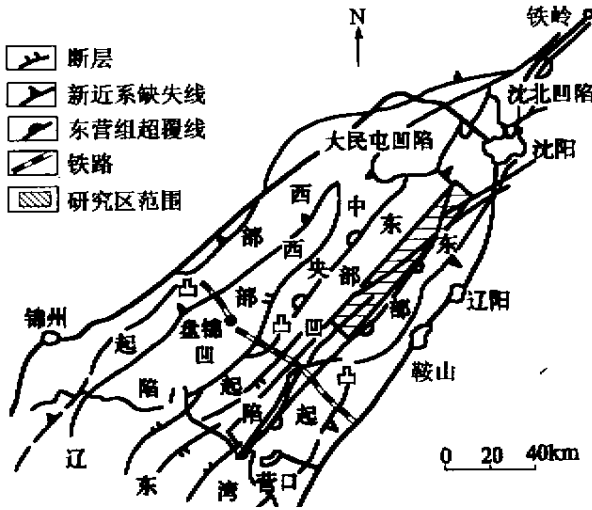 铁岭
N
断层
新近系缺失线
东营组超覆线
铁路
研究区范围
沈北凹陷
大民屯凹陷
沈阳
西部凸起
西部凹陷
中央凸起
东部凹陷
东部凸起
锦州
盘锦
辽阳
鞍山
营口
辽东湾
0 20 40km